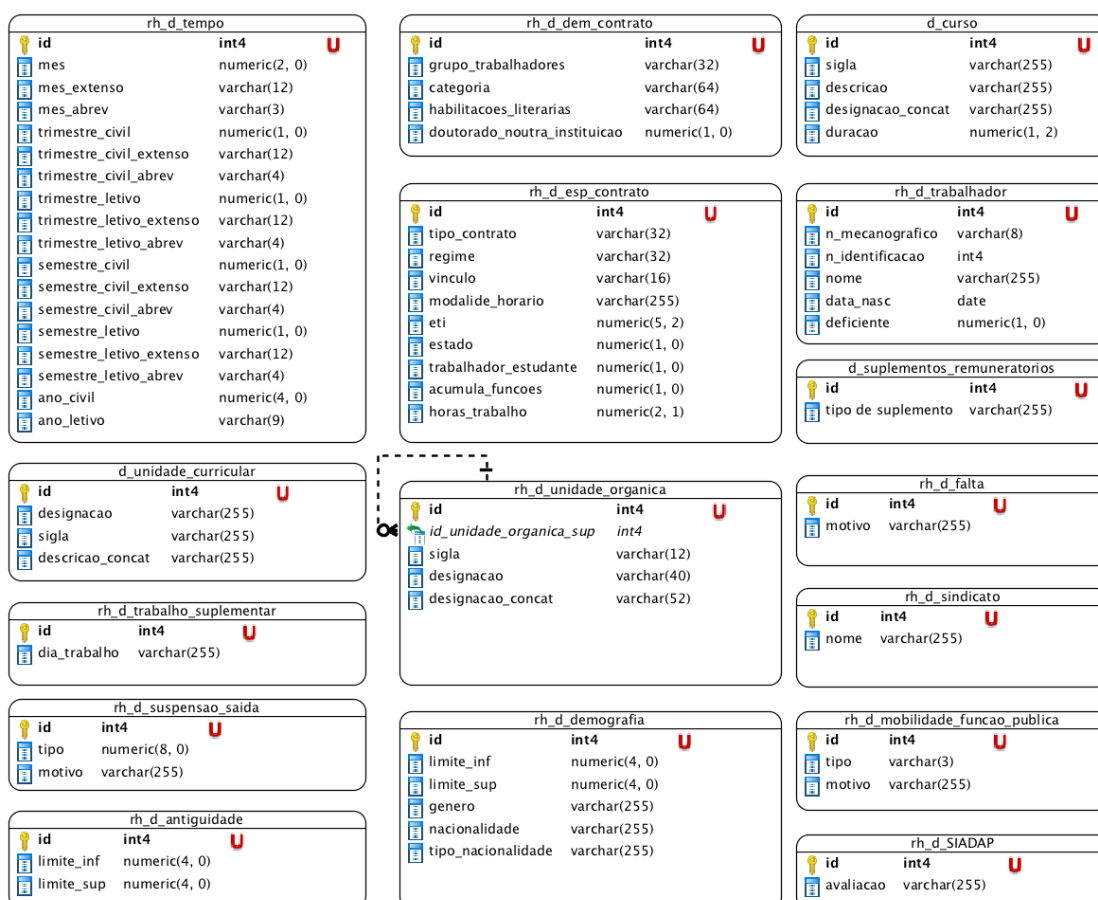 rh_d_tempo
id int4 U
mes numeric(2, 0)
mes_extenso varchar(12)
mes_abrev varchar(3)
trimestre_civil numeric(1, 0)
trimestre_civil_extenso varchar(12)
trimestre_civil_abrev varchar(4)
trimestre_letivo numeric(1, 0)
trimestre_letivo_extenso varchar(12)
trimestre_letivo_abrev varchar(4)
semestre_civil numeric(1, 0)
semestre_civil_extenso varchar(12)
semestre_civil_abrev varchar(4)
semestre_letivo numeric(1, 0)
semestre_letivo_extenso varchar(12)
semestre_letivo_abrev varchar(4)
ano_civil numeric(4, 0)
ano_letivo varchar(9)
d_unidade_curricular
id int4 U
designacao varchar(255)
sigla varchar(255)
descricao_concat varchar(255)
rh_d_trabalho_suplementar
id int4 U
dia_trabalho varchar(255)
rh_d_suspensao_saida
id int4 U
tipo numeric(8, 0)
motivo varchar(255)
rh_d_antiguidade
id int4 U
limite_inf numeric(4, 0)
limite_sup numeric(4, 0)
rh_d_dem_contrato
id int4 U
grupo_trabalhadores varchar(32)
categoria varchar(64)
habilitacoes_literarias varchar(64)
doutorado_noutra_instituicao numeric(1, 0)
rh_d_esp_contrato
id int4 U
tipo_contrato varchar(32)
regime varchar(32)
vinculo varchar(16)
modalide_horario varchar(255)
eti numeric(5, 2)
estado numeric(1, 0)
trabalhador_estudante numeric(1, 0)
acumula_funcoes numeric(1, 0)
horas_trabalho numeric(2, 1)
rh_d_unidade_organica
id int4 U
id_unidade_organica_sup int4
sigla varchar(12)
designacao varchar(40)
designacao_concat varchar(52)
rh_d_demografia
id int4 U
limite_inf numeric(4, 0)
limite_sup numeric(4, 0)
genero varchar(255)
nacionalidade varchar(255)
tipo_nacionalidade varchar(255)
d_curso
id int4 U
sigla varchar(255)
descricao varchar(255)
designacao_concat varchar(255)
duracao numeric(1, 2)
rh_d_trabalhador
id int4 U
n_mecanografico varchar(8)
n_identificacao int4
nome varchar(255)
data_nasc date
deficiente numeric(1, 0)
d_suplementos_remuneratorios
id int4 U
tipo de suplemento varchar(255)
rh_d_falta
id int4 U
motivo varchar(255)
rh_d_sindicato
id int4 U
nome varchar(255)
rh_d_mobilidade_funcao_publica
id int4 U
tipo varchar(3)
motivo varchar(255)
rh_d_SIADAP
id int4 U
avaliacao varchar(255)